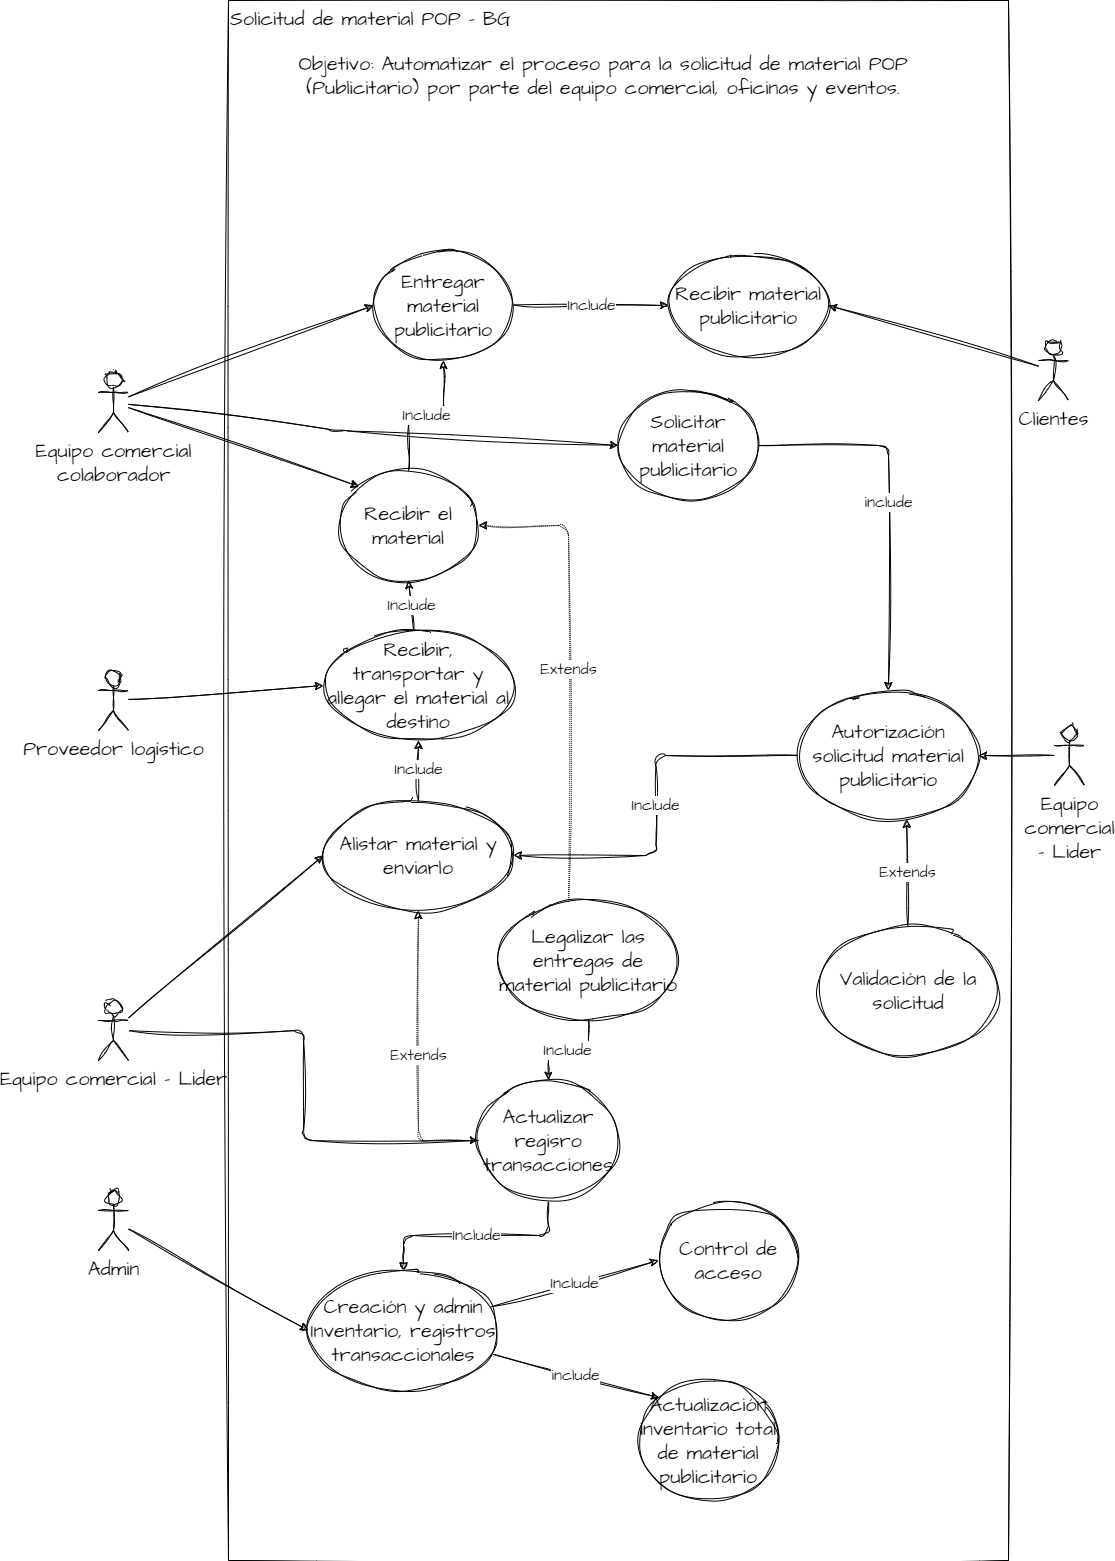 Solicitud de material POP - BG
Objetivo: Automatizar el proceso para la solicitud de material POP
(Publicitario) por parte del equipo comercial, oficinas y eventos.
Entregar
material
publicitario
Include
Recibir material
publicitario
Clientes
Equipo comercial
colaborador
Include
Solicitar
material
publicitario
include
Recibir el
material
Include
Extends
Recibir,
transportar y
allegar el material al
destino
Proveedor logístico
Include
Autorización
solicitud material
publicitario
Equipo
comercial
- Lider
Include
Alistar material y
enviarlo
Extends
Legalizar las
entregas de
material publicitario
Validación de la
solicitud
Equipo comercial - Lider
Extends
Include
Actualizar
regisro
transacciones
Admin
Include
Control de
acceso
Include
Creación y admin
Inventario, registros
transaccionales
include
Actualización
inventario total
de material
publicitario